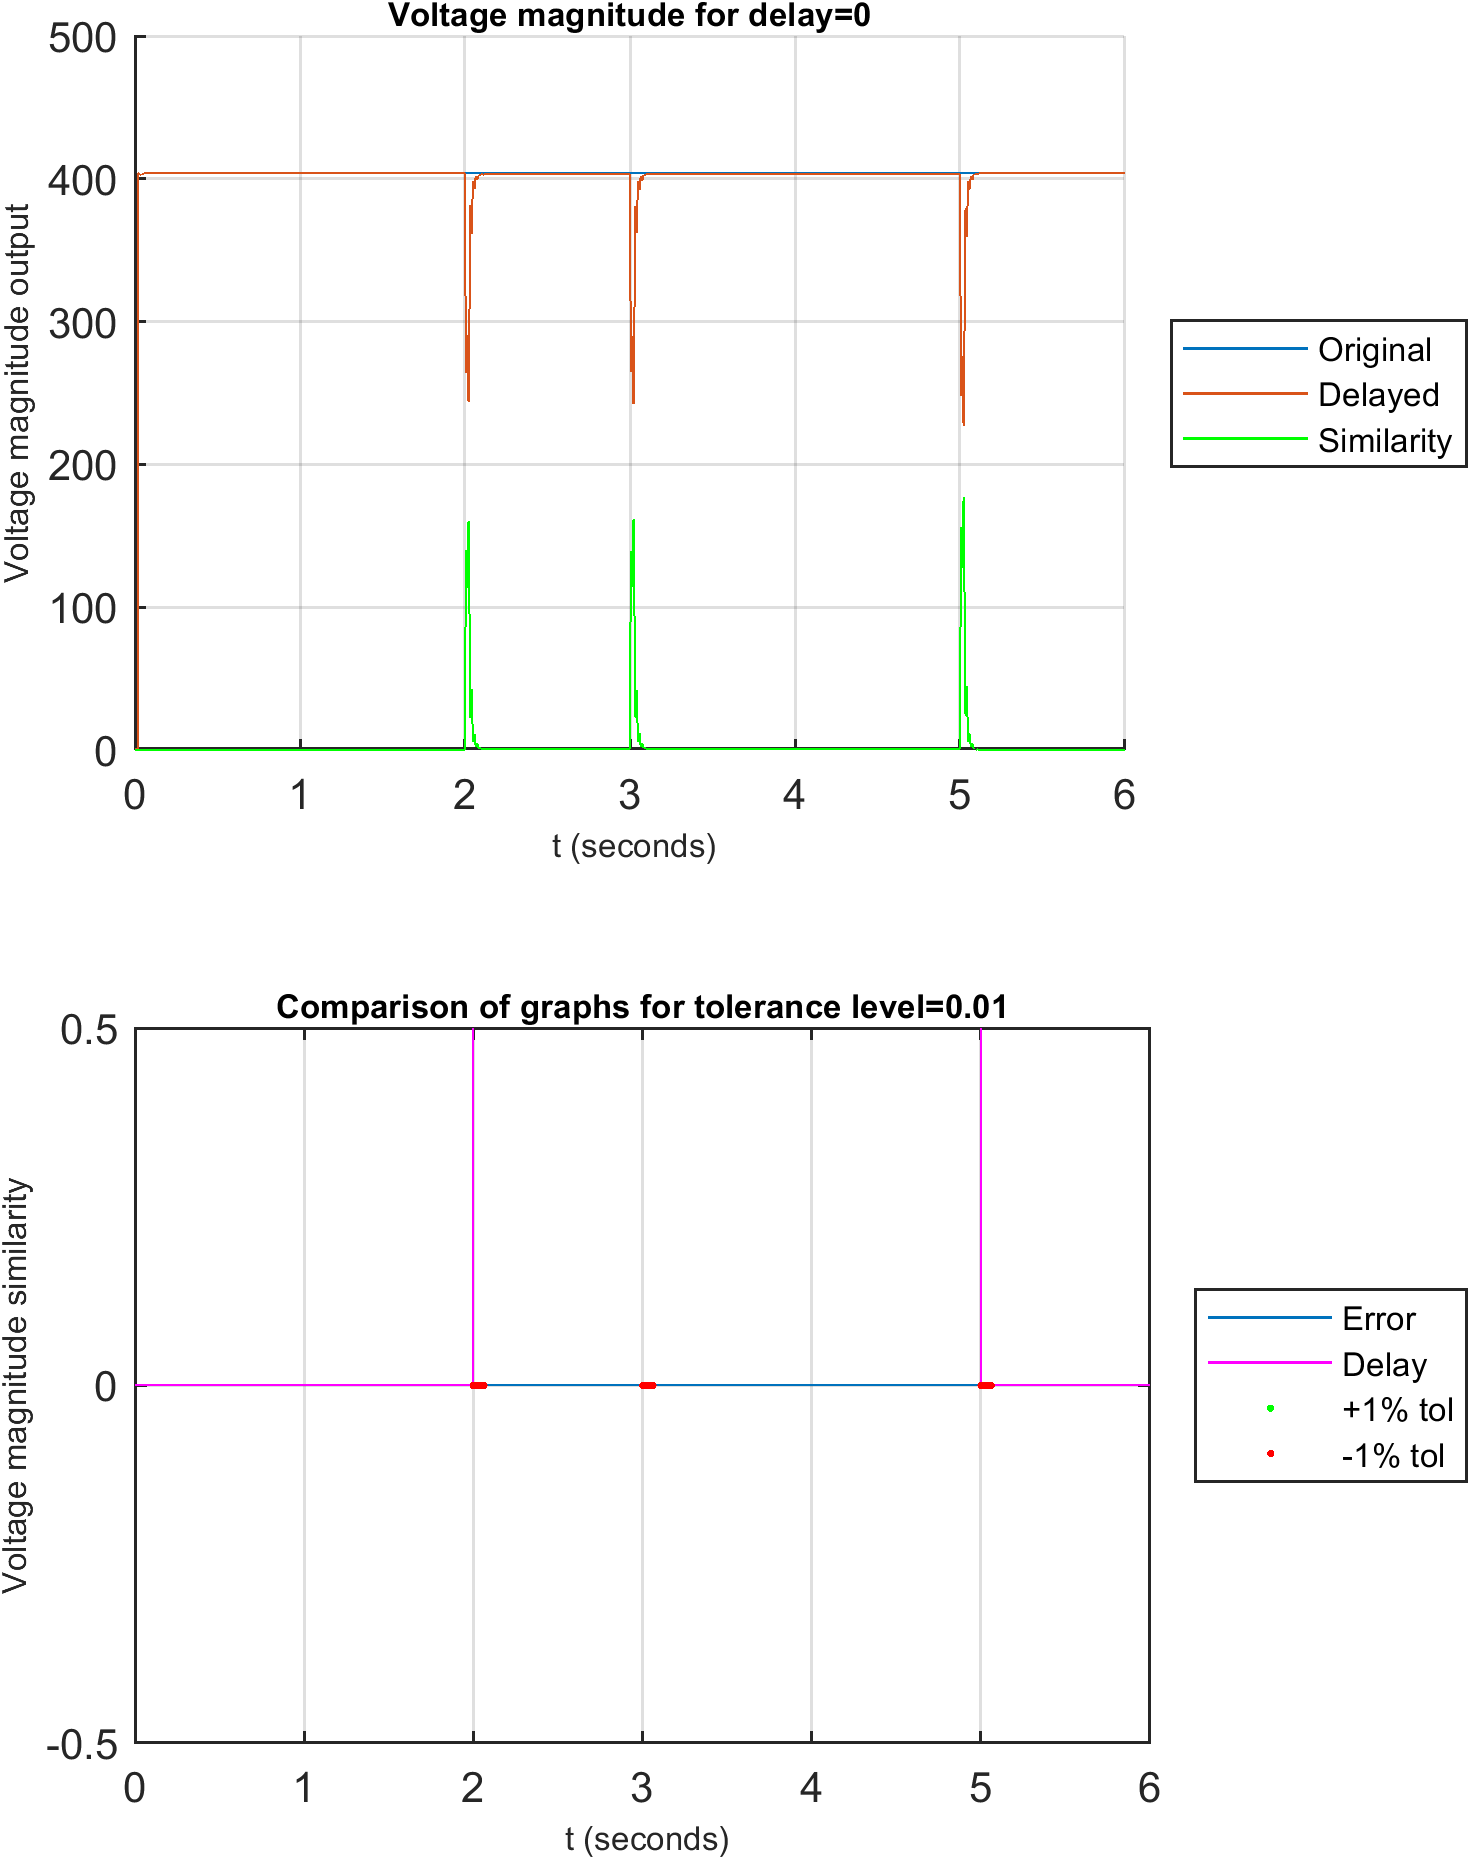 Voltage magnitude for delay=0
500
400
300
200
100
0
Voltage magnitude output
0 1 2 3 4 5 6
t (seconds)
Original
Delayed
Similarity
Comparison of graphs for tolerance level=0.01
0.5
0
-0.5
Voltage magnitude similarity
0 1 2 3 4 5 6
t (seconds)
Error
Delay
+1% tol
-1% tol